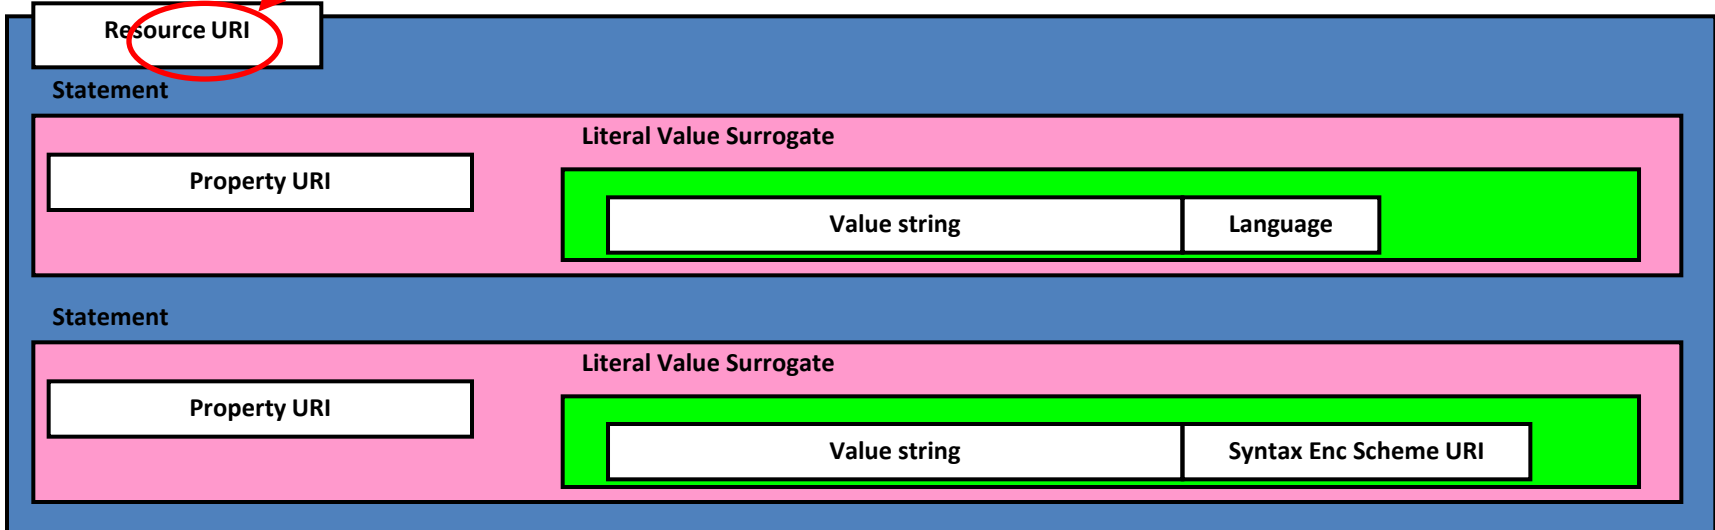 Resource URI
Statement
Literal Value Surrogate
Property URI
Value string
Language
Statement
Literal Value Surrogate
Property URI
Value string
Syntax Enc Scheme URI